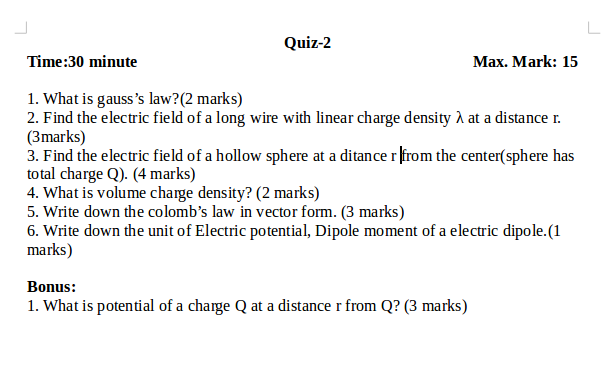 Quiz-2
Time:30 minute Max. Mark: 15
1. What is gauss’s law?(2 marks)
2. Find the electric field of a long wire with linear charge density λ at a distance r.
(3marks)
3. Find the electric field of a hollow sphere at a ditance r from the center(sphere has
total charge Q). (4 marks)
4. What is volume charge density? (2 marks)
5. Write down the colomb’s law in vector form. (3 marks)
6. Write down the unit of Electric potential, Dipole moment of a electric dipole.(1
marks)
Bonus:
1. What is potential of a charge Q at a distance r from Q? (3 marks)